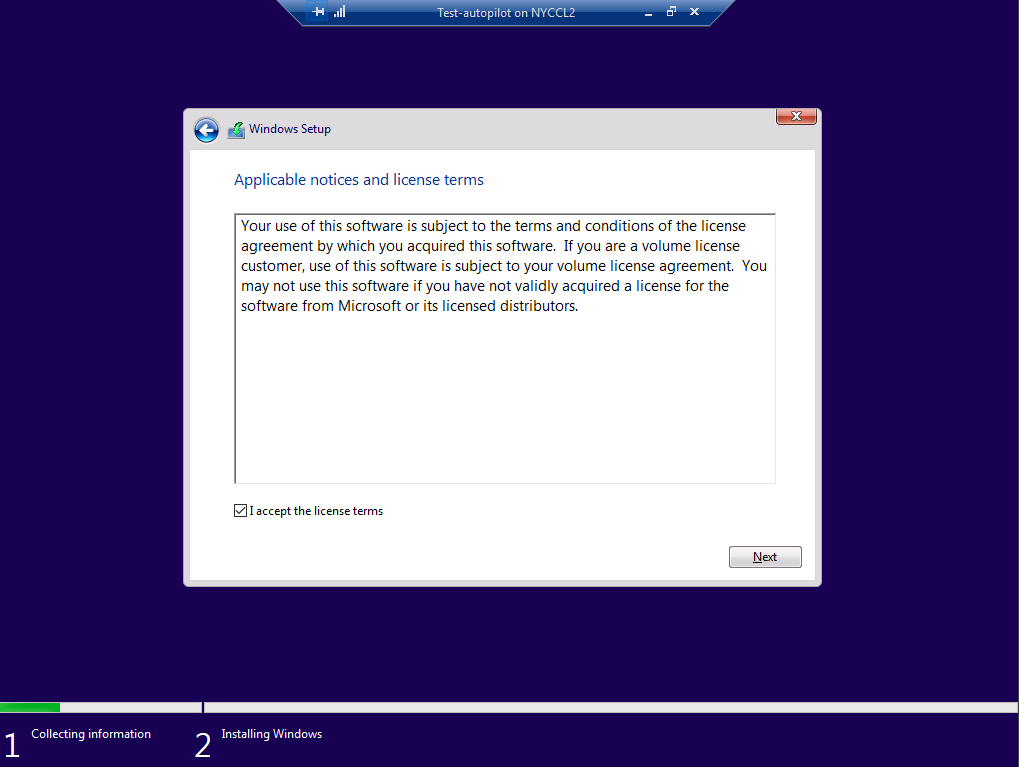 Test-autopilot on NYCCL2
Windows Setup
Applicable notices and license terms
Your use of this software is subject to the terms and conditions of the license
agreement by which you acquired this software.  If you are a volume license
customer, use of this software is subject to your volume license agreement.  You
may not use this software if you have not validly acquired a license for the
software from Microsoft or its licensed distributors.
I accept the license terms
Next
1 Collecting information
2 Installing Windows